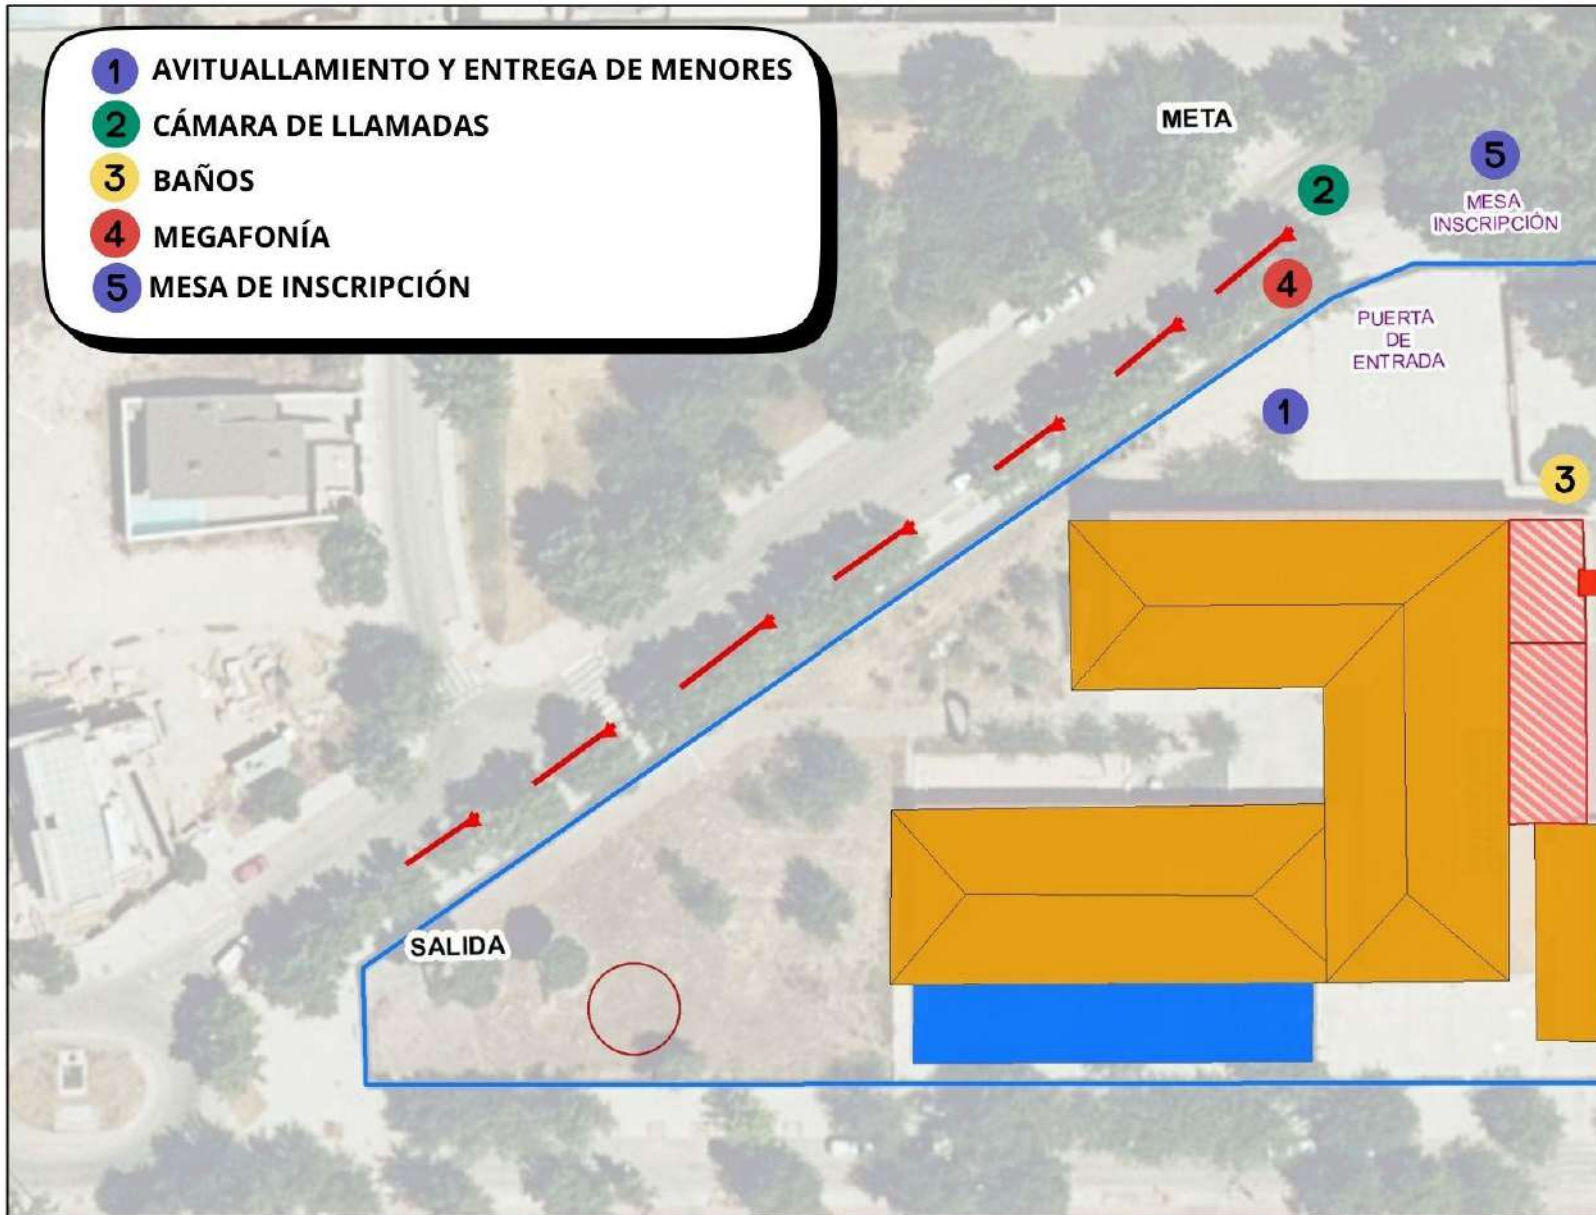 1 AVITUALLAMIENTO Y ENTREGA DE MENORES
2 CÁMARA DE LLAMADAS
3 BAÑOS
4 MEGAFONÍA
5 MESA DE INSCRIPCIÓN
META
5
MESA
INSCRIPCIÓN
2
4
PUERTA
DE
ENTRADA
1
3
SALIDA